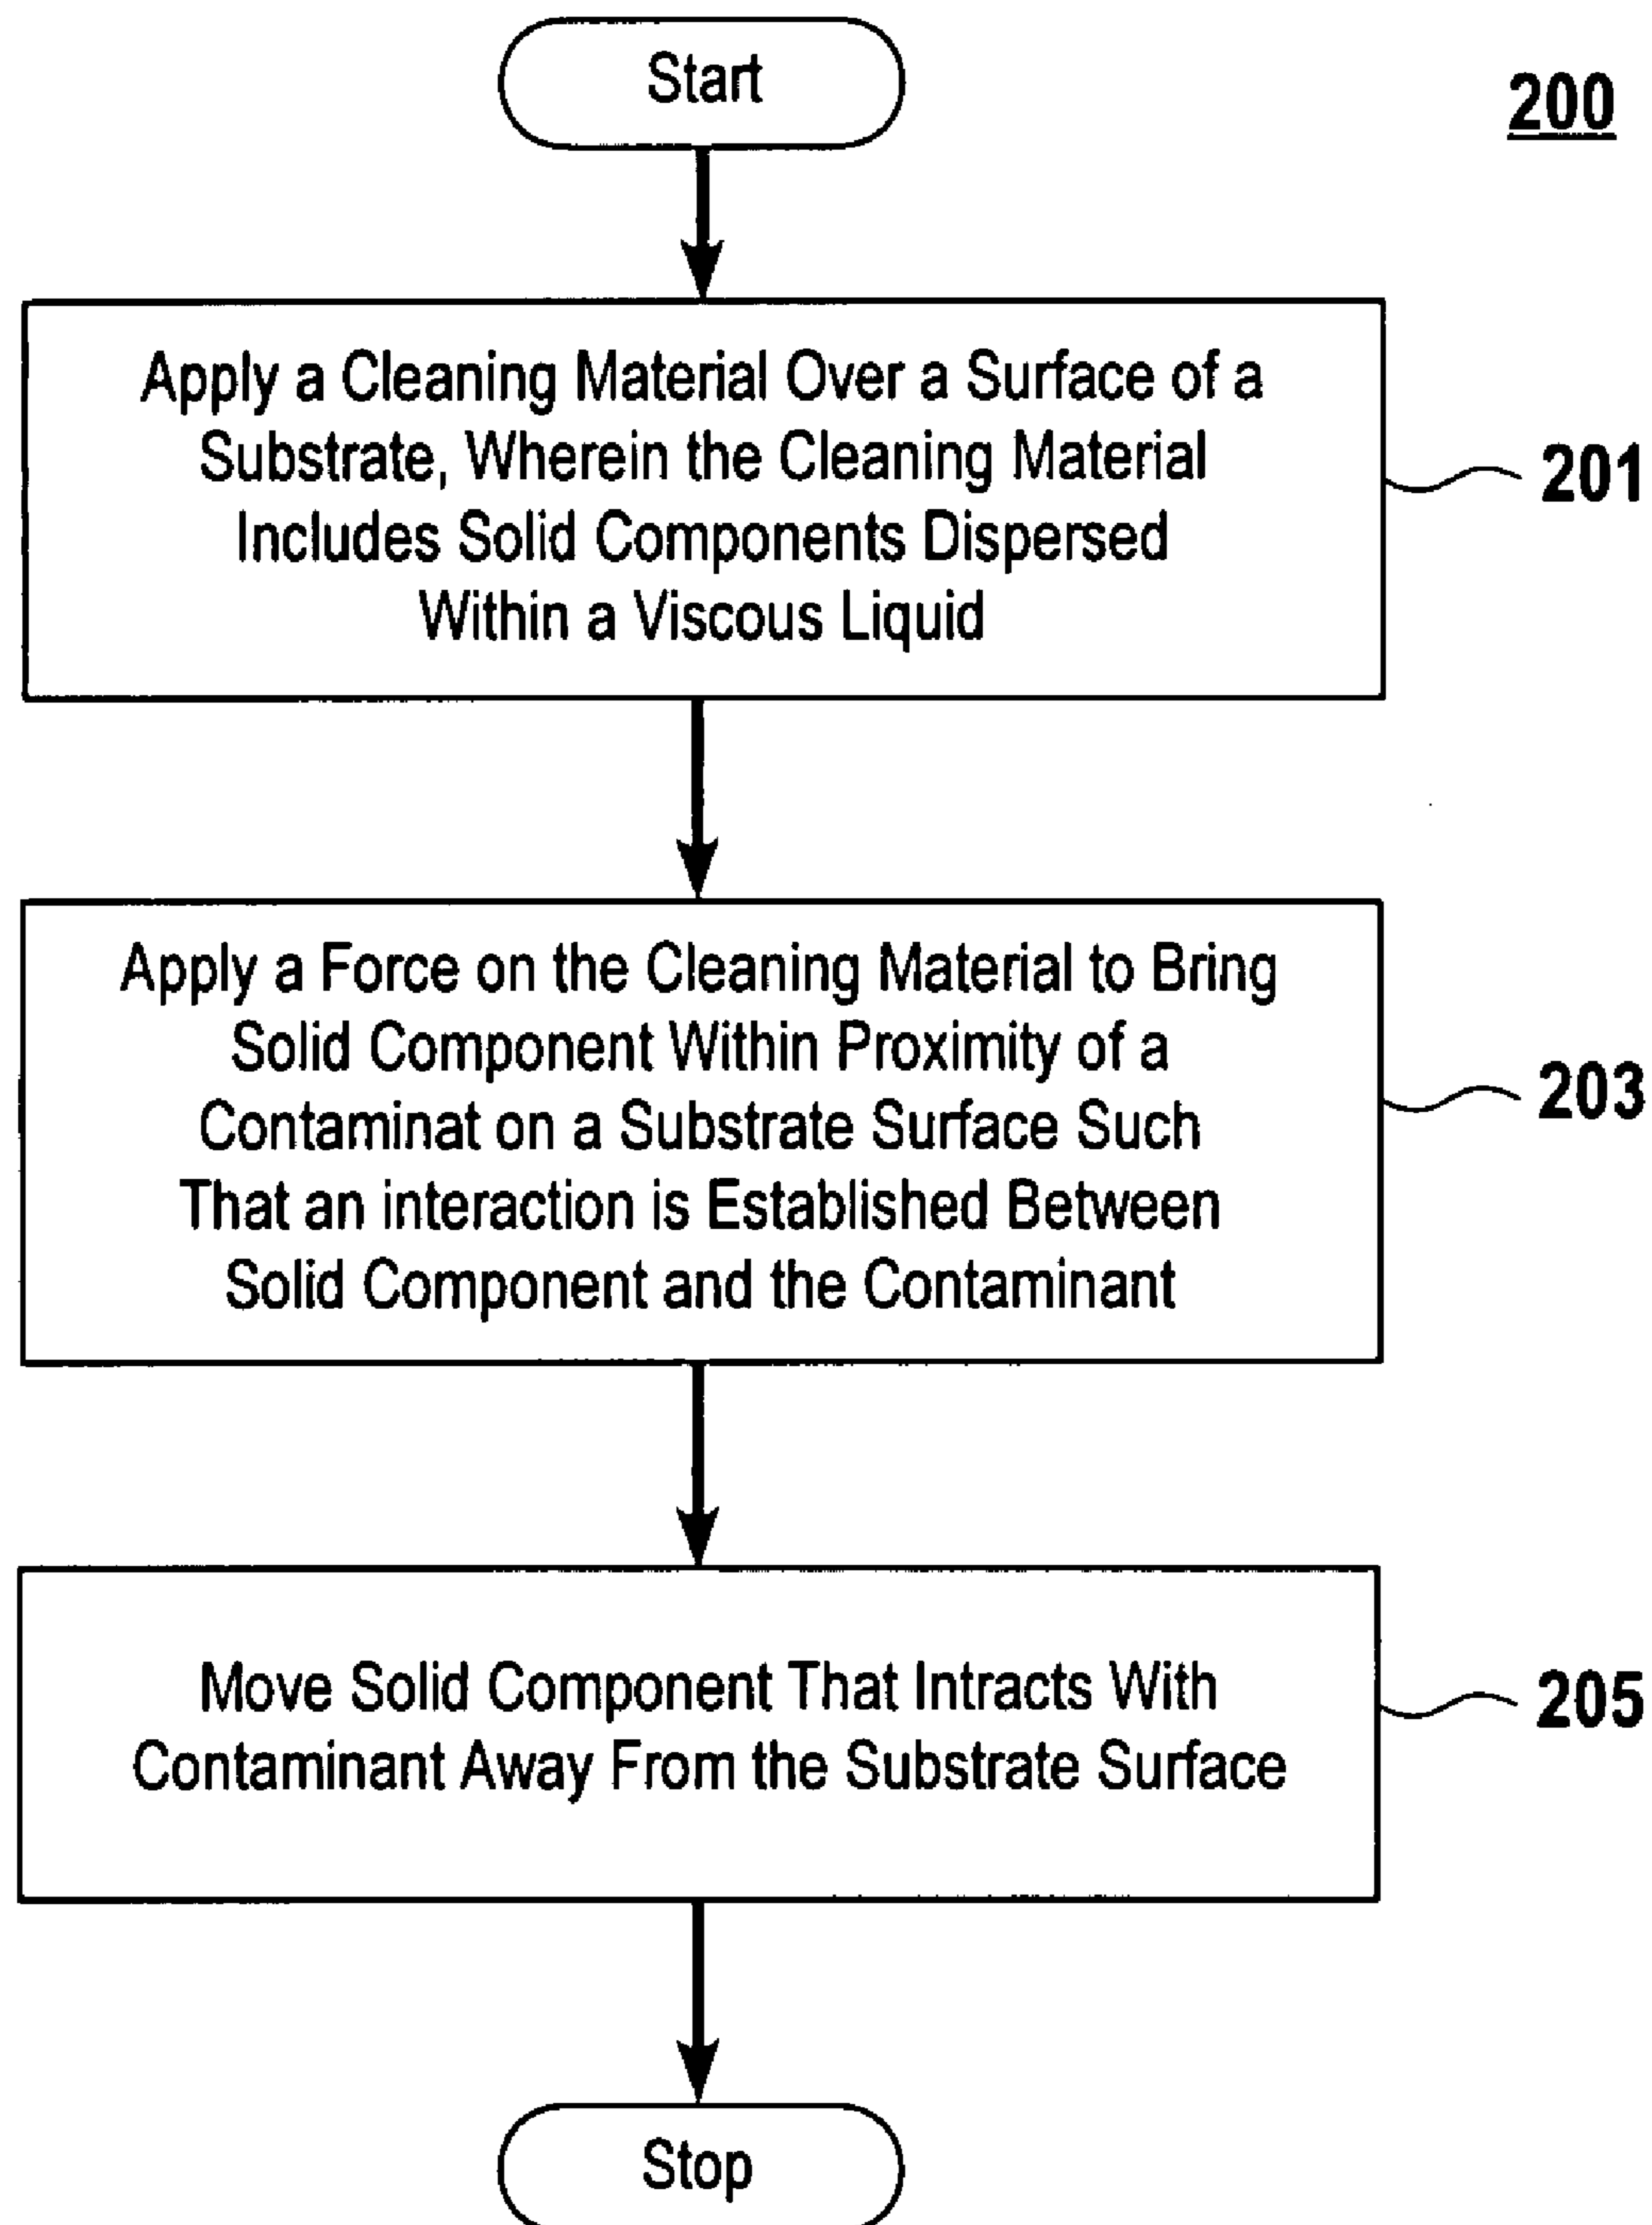 Start
200
Apply a Cleaning Material Over a Surface of a
Substrate, Wherein the Cleaning Material
Includes Solid Components Dispersed
Within a Viscous Liquid
201
Apply a Force on the Cleaning Material to Bring
Solid Component Within Proximity of a
Contaminat on a Substrate Surface Such
That an interaction is Established Between
Solid Component and the Contaminant
203
Move Solid Component That Intracts With
Contaminant Away From the Substrate Surface
205
Stop